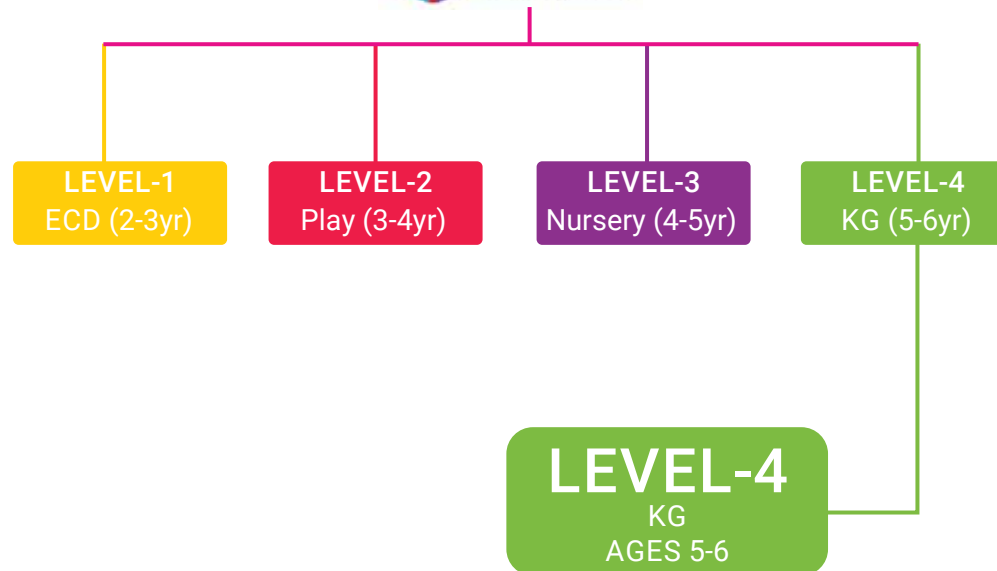 LEVEL-1
ECD (2-3yr)
LEVEL-2
Play (3-4yr)
LEVEL-3
Nursery (4-5yr)
LEVEL-4
KG (5-6yr)
LEVEL-4
KG
AGES 5-6